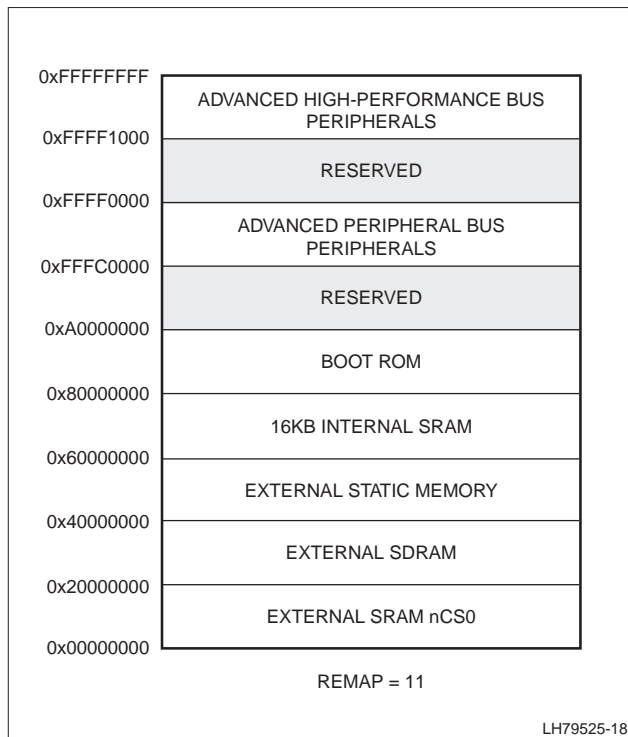 0xFFFFFFFF
ADVANCED HIGH-PERFORMANCE BUS
PERIPHERALS
0xFFFF1000
RESERVED
0xFFFF0000
ADVANCED PERIPHERAL BUS
PERIPHERALS
0xFFFC0000
RESERVED
0xA0000000
BOOT ROM
0x80000000
16KB INTERNAL SRAM
0x60000000
EXTERNAL STATIC MEMORY
0x40000000
EXTERNAL SDRAM
0x20000000
EXTERNAL SRAM nCS0
0x00000000
REMAP = 11
LH79525-18